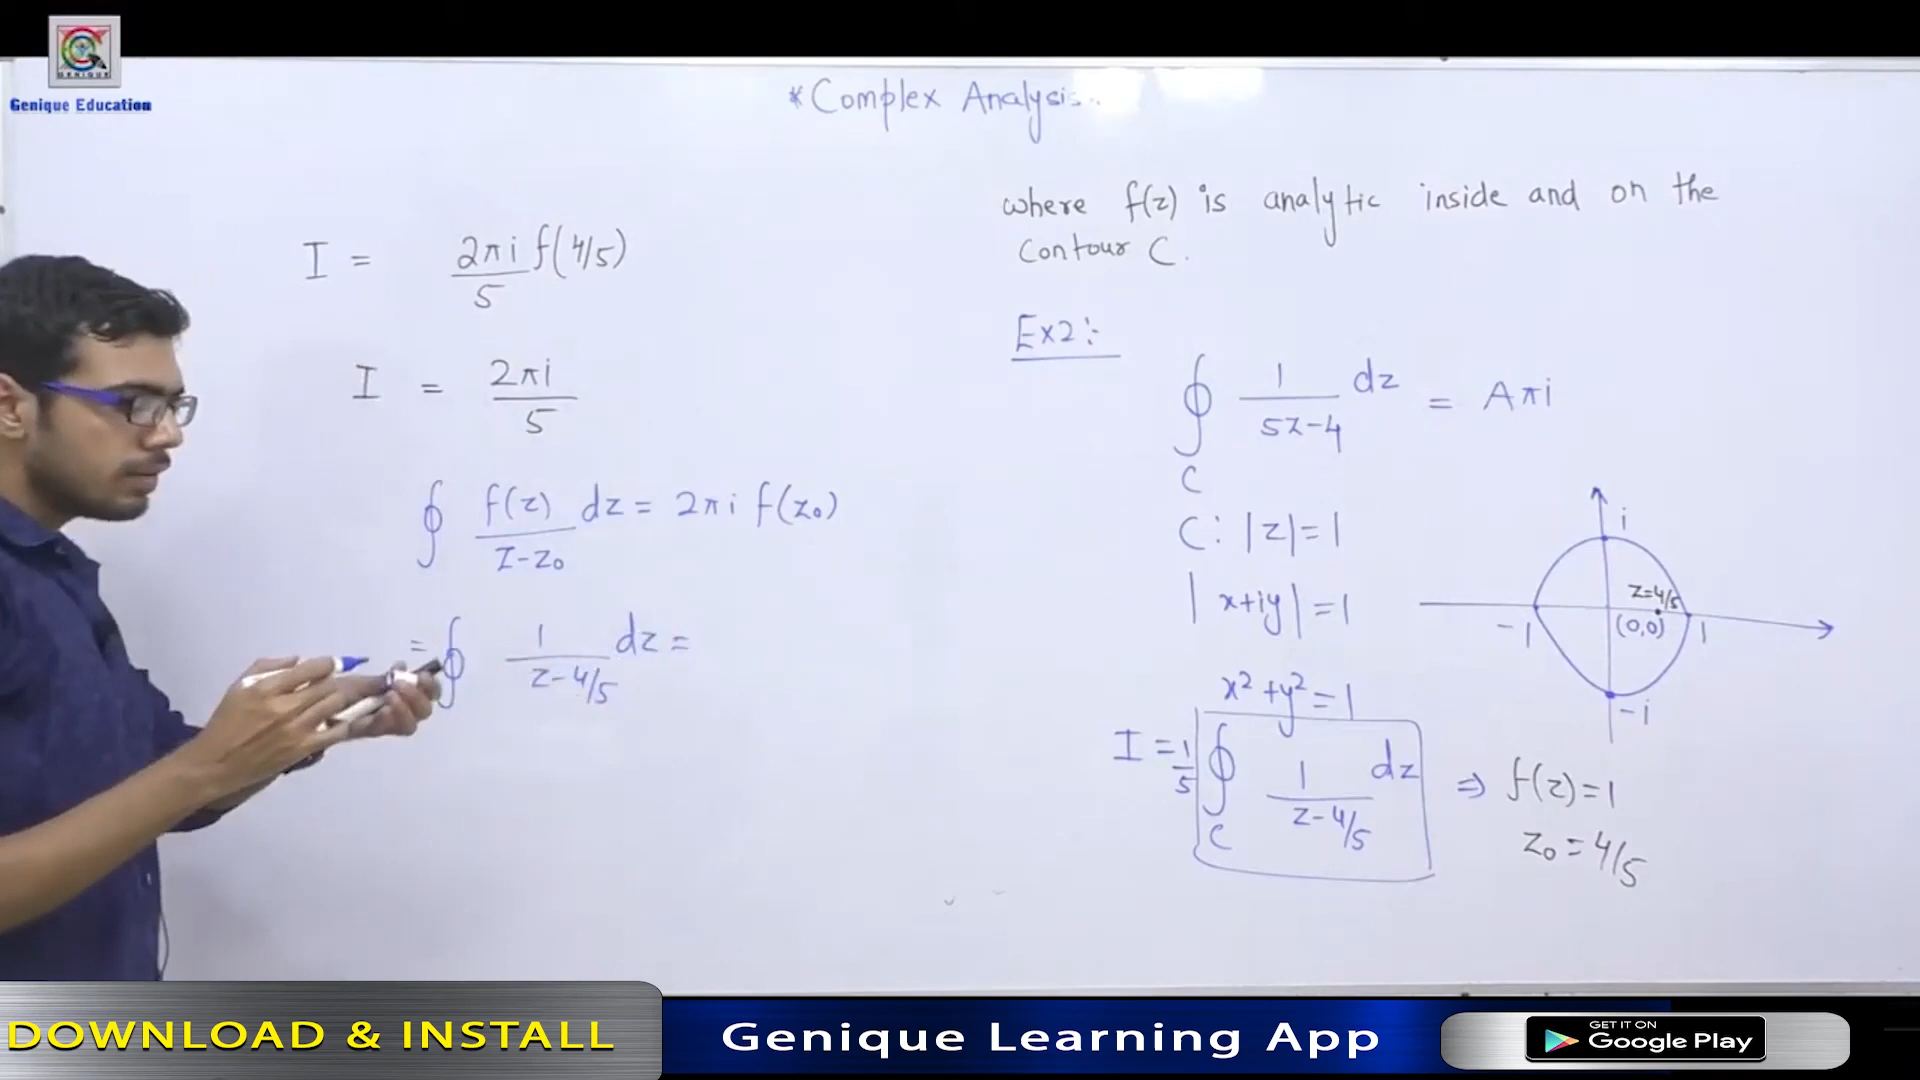 GENIQUE
Genique Education
*Complex Analysis..
I = 2πi/5 f(4/5)
I = 2πi/5
∮ f(z)/(z-z₀) dz = 2πi f(z₀)
= ∮ 1/(z-4/5) dz =
where f(z) is analytic inside and on the
Contour C.
Ex2:-
∮ 1/(5z-4) dz = Aπi
C
C: |z|=1
|x+iy|=1
x²+y²=1
i
z=4/5
-1 (0,0) 1
-i
I = 1/5 ∮ 1/(z-4/5) dz ⇒ f(z)=1
C
z₀=4/5
DOWNLOAD & INSTALL
Genique Learning App
GET IT ON
Google Play